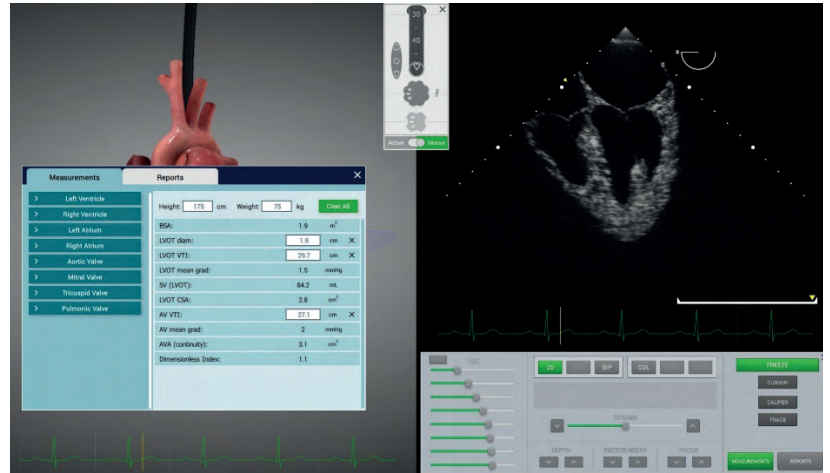 30
40
Active Mouse
0
Measurements Reports ×
> Left Ventricle
> Right Ventricle
> Left Atrium
> Right Atrium
> Aortic Valve
> Mitral Valve
> Tricuspid Valve
> Pulmonic Valve
Height: 175 cm Weight: 75 kg Clear All
BSA: 1.9 m²
LVOT diam: 1.9 cm ×
LVOT VTI: 29.7 cm ×
LVOT mean grad: 1.5 mmHg
SV (LVOT): 84.2 mL
LVOT CSA: 2.8 cm²
AV VTI: 27.1 cm ×
AV mean grad: 2 mmHg
AVA (continuity): 3.1 cm²
Dimensionless Index: 1.1
TGC
2D BIP COL
2D GAIN
DEPTH SECTOR WIDTH FOCUS
FREEZE
CURSOR
CALIPER
TRACE
MEASUREMENTS REPORTS